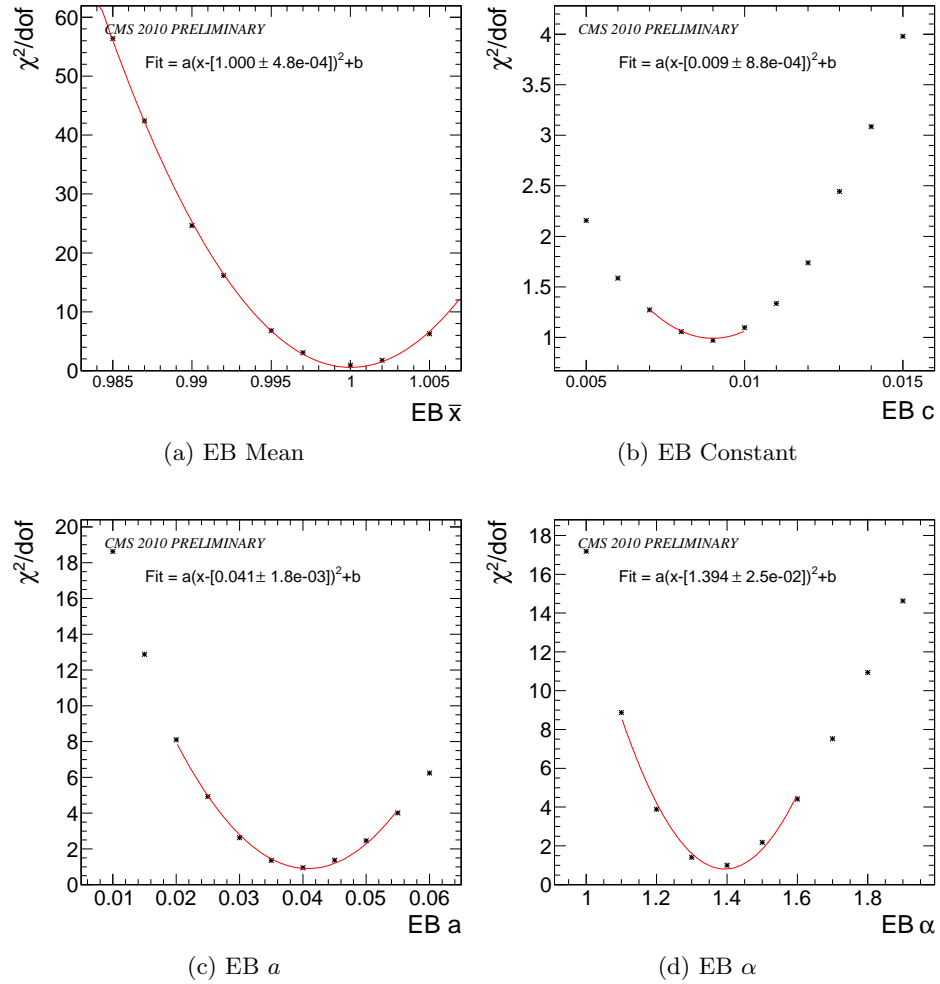 χ²/dof
60
50
40
30
20
10
0
CMS 2010 PRELIMINARY
Fit = a(x-[1.000 ± 4.8e-04])²+b
0.985 0.99 0.995 1 1.005
EB x̅
(a) EB Mean
χ²/dof
4
3.5
3
2.5
2
1.5
1
CMS 2010 PRELIMINARY
Fit = a(x-[0.009 ± 8.8e-04])²+b
0.005 0.01 0.015
EB c
(b) EB Constant
χ²/dof
20
18
16
14
12
10
8
6
4
2
0
CMS 2010 PRELIMINARY
Fit = a(x-[0.041± 1.8e-03])²+b
0.01 0.02 0.03 0.04 0.05 0.06
EB a
(c) EB a
χ²/dof
18
16
14
12
10
8
6
4
2
0
CMS 2010 PRELIMINARY
Fit = a(x-[1.394 ± 2.5e-02])²+b
1 1.2 1.4 1.6 1.8
EB α
(d) EB α